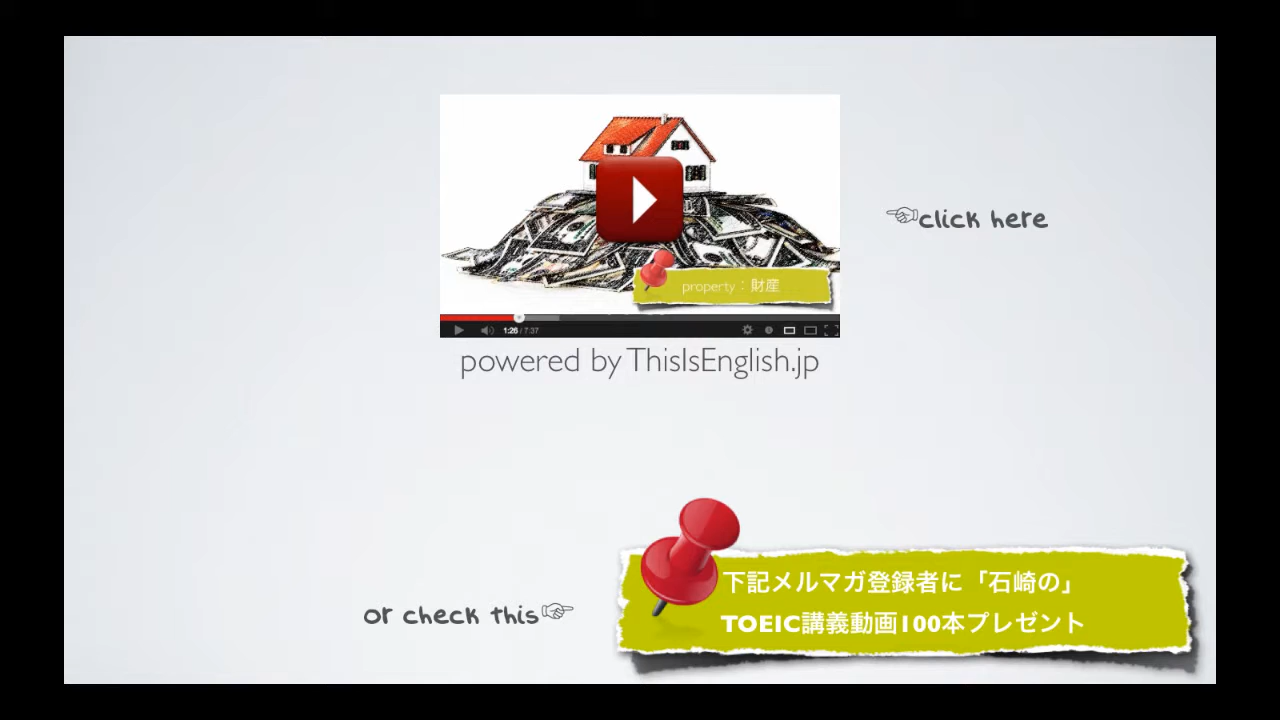 ☜click here
property：財産
1:26 / 7:37
powered by ThisIsEnglish.jp
下記メルマガ登録者に「石崎の」
or check this☞
TOEIC講義動画100本プレゼント